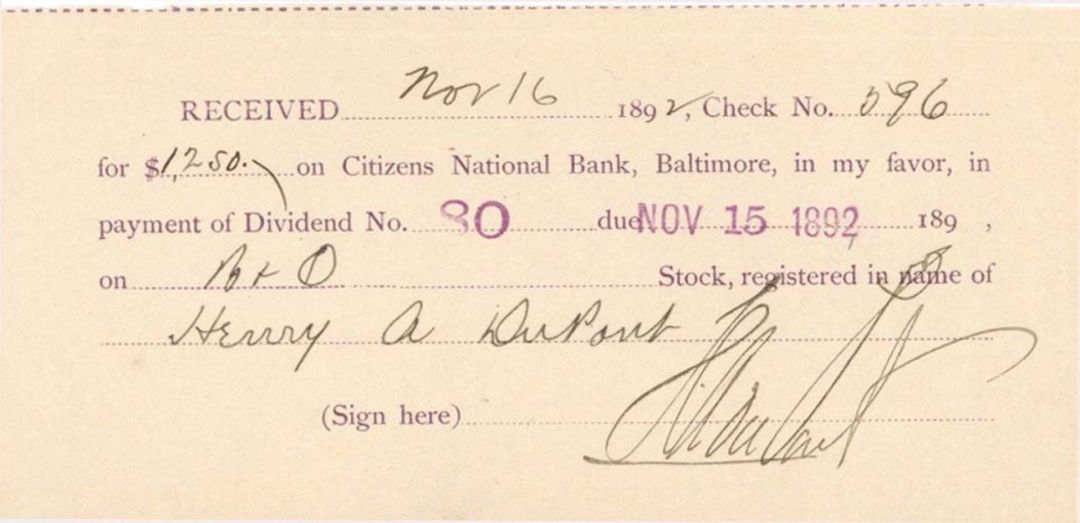 RECEIVED Nov 16 1892, Check No. 596
for $1,250. on Citizens National Bank, Baltimore, in my favor, in
payment of Dividend No. 80 due NOV 15 1892 189 ,
on B & O Stock, registered in name of
Henry A DuPont
(Sign here)